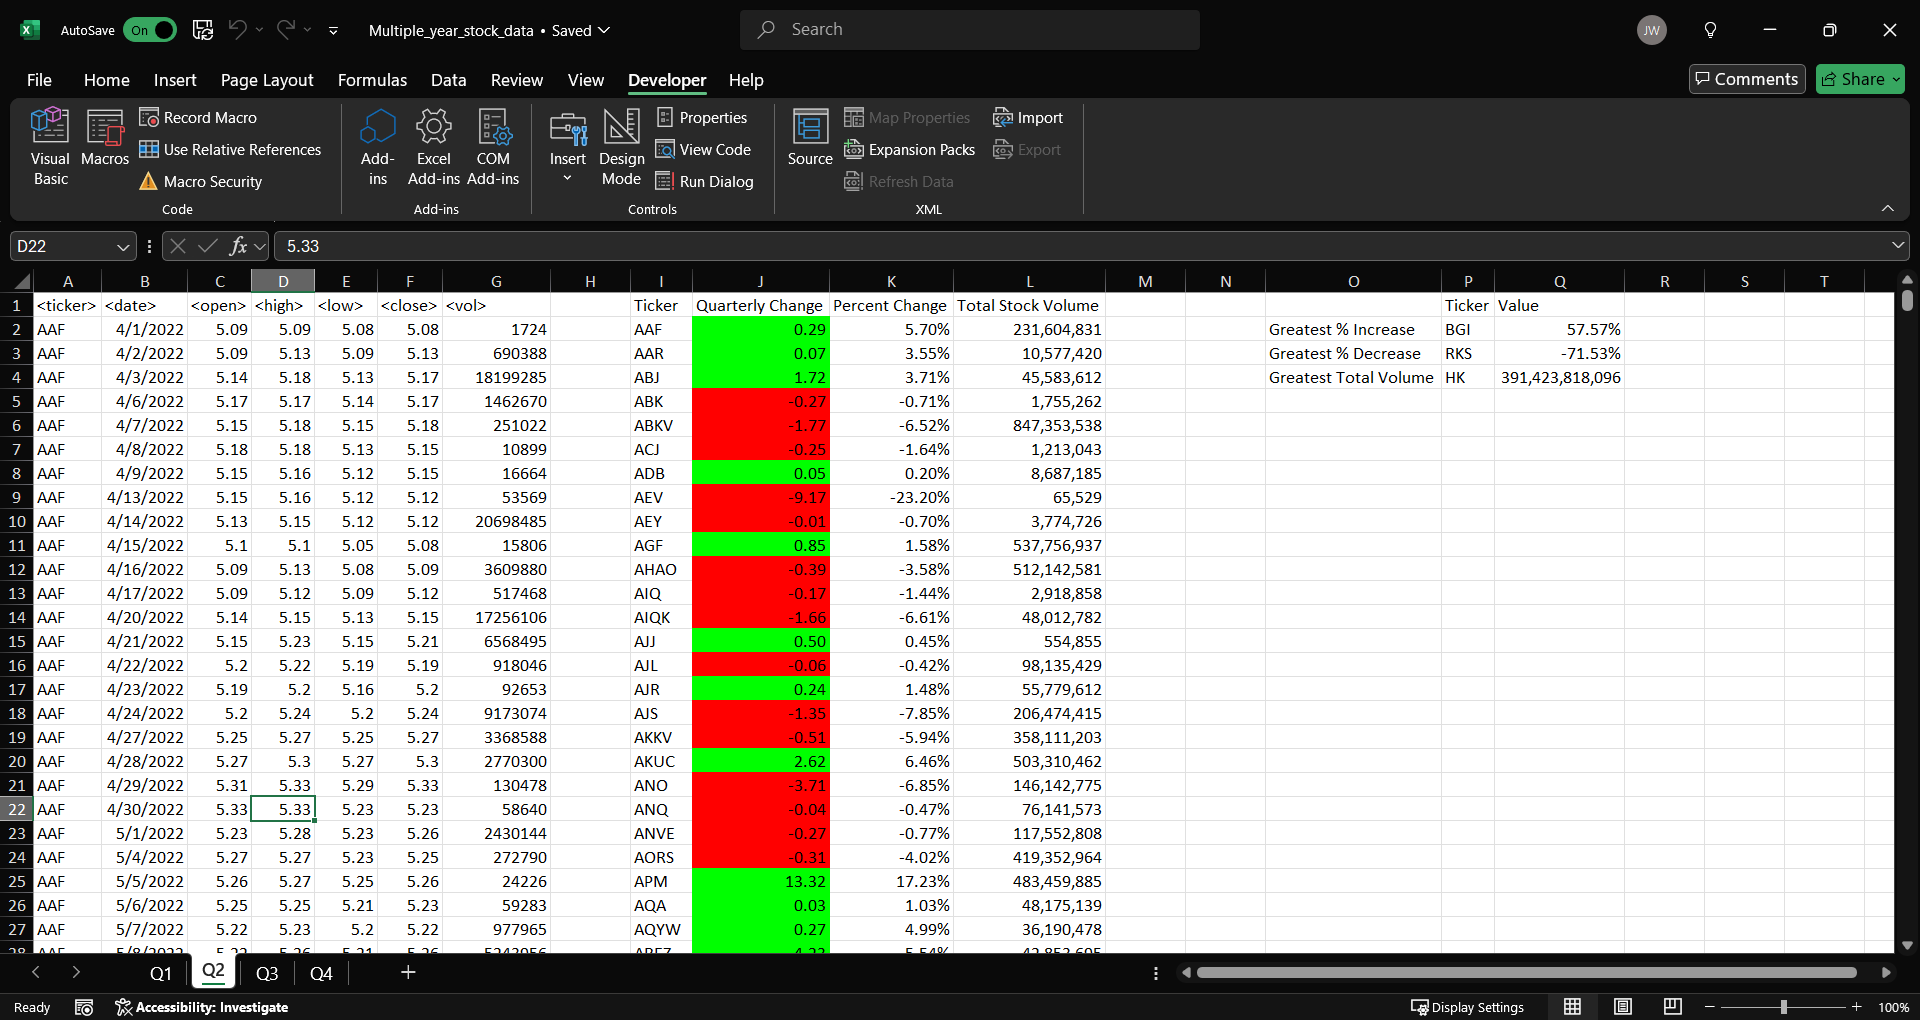 AutoSave On Multiple_year_stock_data • Saved Search JW
File Home Insert Page Layout Formulas Data Review View Developer Help Comments Share
Visual Basic
Macros
Record Macro
Use Relative References
Macro Security
Code
Add-ins
Excel Add-ins
COM Add-ins
Add-ins
Insert
Design Mode
Properties
View Code
Run Dialog
Controls
Source
Map Properties
Expansion Packs
Refresh Data
Import
Export
XML
D22 fx 5.33
A B C D E F G H I J K L M N O P Q R S T
1 <ticker> <date> <open> <high> <low> <close> <vol> Ticker Quarterly Change Percent Change Total Stock Volume Ticker Value
2 AAF 4/1/2022 5.09 5.09 5.08 5.08 1724 AAF 0.29 5.70% 231,604,831 Greatest % Increase BGI 57.57%
3 AAF 4/2/2022 5.09 5.13 5.09 5.13 690388 AAR 0.07 3.55% 10,577,420 Greatest % Decrease RKS -71.53%
4 AAF 4/3/2022 5.14 5.18 5.13 5.17 18199285 ABJ 1.72 3.71% 45,583,612 Greatest Total Volume HK 391,423,818,096
5 AAF 4/6/2022 5.17 5.17 5.14 5.17 1462670 ABK -0.27 -0.71% 1,755,262
6 AAF 4/7/2022 5.15 5.18 5.15 5.18 251022 ABKV -1.77 -6.52% 847,353,538
7 AAF 4/8/2022 5.18 5.18 5.13 5.15 10899 ACJ -0.25 -1.64% 1,213,043
8 AAF 4/9/2022 5.15 5.16 5.12 5.15 16664 ADB 0.05 0.20% 8,687,185
9 AAF 4/13/2022 5.15 5.16 5.12 5.12 53569 AEV -9.17 -23.20% 65,529
10 AAF 4/14/2022 5.13 5.15 5.12 5.12 20698485 AEY -0.01 -0.70% 3,774,726
11 AAF 4/15/2022 5.1 5.1 5.05 5.08 15806 AGF 0.85 1.58% 537,756,937
12 AAF 4/16/2022 5.09 5.13 5.08 5.09 3609880 AHAO -0.39 -3.58% 512,142,581
13 AAF 4/17/2022 5.09 5.12 5.09 5.12 517468 AIQ -0.17 -1.44% 2,918,858
14 AAF 4/20/2022 5.14 5.15 5.13 5.15 17256106 AIQK -1.66 -6.61% 48,012,782
15 AAF 4/21/2022 5.15 5.23 5.15 5.21 6568495 AJJ 0.50 0.45% 554,855
16 AAF 4/22/2022 5.2 5.22 5.19 5.19 918046 AJL -0.06 -0.42% 98,135,429
17 AAF 4/23/2022 5.19 5.2 5.16 5.2 92653 AJR 0.24 1.48% 55,779,612
18 AAF 4/24/2022 5.2 5.24 5.2 5.24 9173074 AJS -1.35 -7.85% 206,474,415
19 AAF 4/27/2022 5.25 5.27 5.25 5.27 3368588 AKKV -0.51 -5.94% 358,111,203
20 AAF 4/28/2022 5.27 5.3 5.27 5.3 2770300 AKUC 2.62 6.46% 503,310,462
21 AAF 4/29/2022 5.31 5.33 5.29 5.33 130478 ANO -3.71 -6.85% 146,142,775
22 AAF 4/30/2022 5.33 5.33 5.23 5.23 58640 ANQ -0.04 -0.47% 76,141,573
23 AAF 5/1/2022 5.23 5.28 5.23 5.26 2430144 ANVE -0.27 -0.77% 117,552,808
24 AAF 5/4/2022 5.27 5.27 5.23 5.25 272790 AORS -0.31 -4.02% 419,352,964
25 AAF 5/5/2022 5.26 5.27 5.25 5.26 24226 APM 13.32 17.23% 483,459,885
26 AAF 5/6/2022 5.25 5.25 5.21 5.23 59283 AQA 0.03 1.03% 48,175,139
27 AAF 5/7/2022 5.22 5.23 5.2 5.22 977965 AQYW 0.27 4.99% 36,190,478
28 AAF 5/8/2022
Q1 Q2 Q3 Q4
Ready Accessibility: Investigate Display Settings 100%